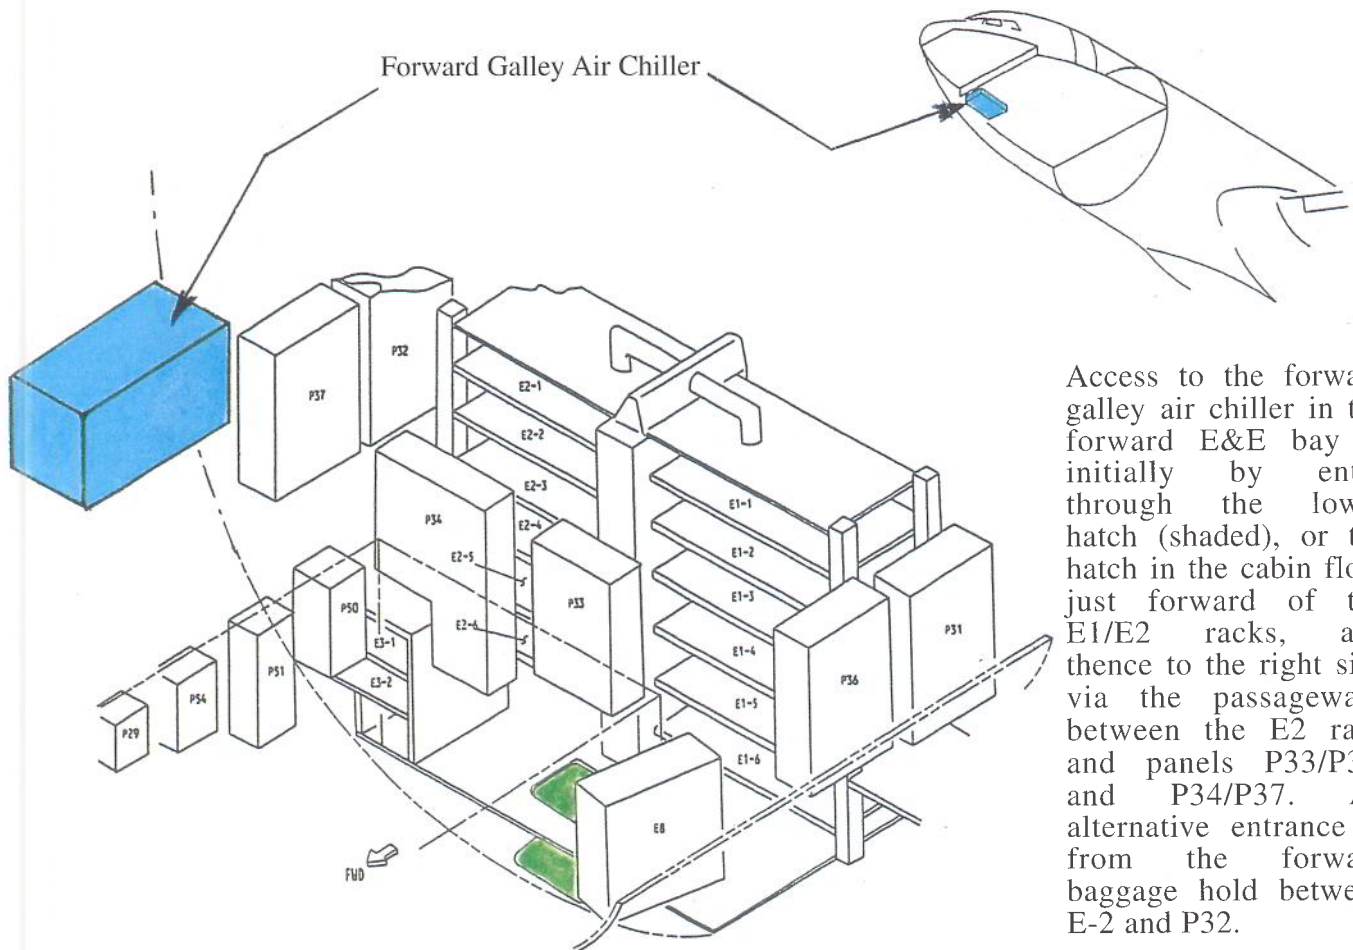 Forward Galley Air Chiller
P32
P37
E2-1
E2-2
E2-3
E2-4
E2-5
E2-6
P34
P33
E1-1
E1-2
E1-3
E1-4
E1-5
E1-6
P31
P36
P50
E3-1
E3-2
P51
P54
P29
E8
FWD
Access to the forwa
galley air chiller in t
forward E&E bay
initially by ent
through the low
hatch (shaded), or t
hatch in the cabin flo
just forward of t
E1/E2 racks, a
thence to the right si
via the passagewa
between the E2 ra
and panels P33/P3
and P34/P37. A
alternative entrance
from the forwa
baggage hold betwe
E-2 and P32.